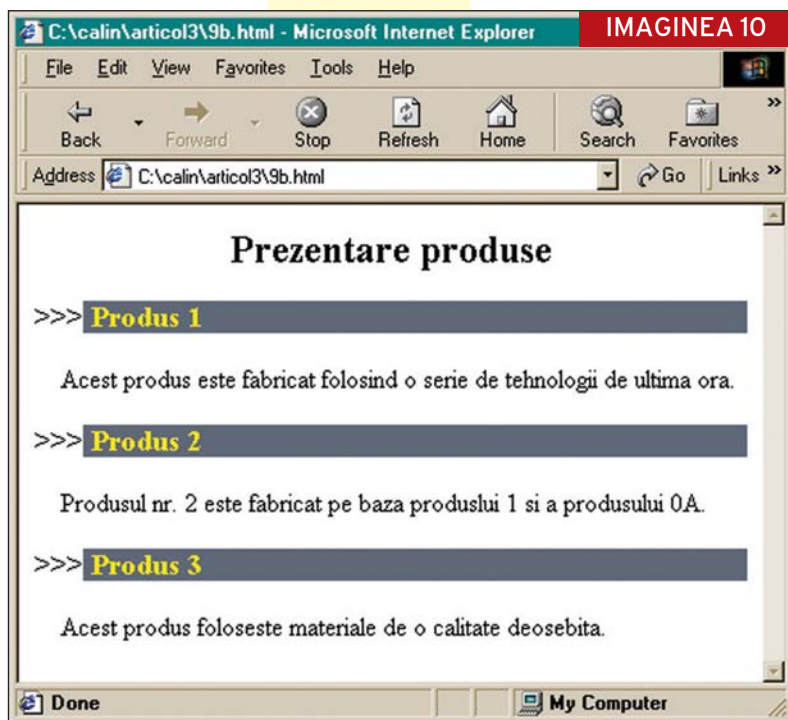 C:\calin\articol3\9b.html - Microsoft Internet Explorer
IMAGINEA 10
File Edit View Favorites Tools Help
Back Forward Stop Refresh Home Search Favorites »
Address C:\calin\articol3\9b.html Go Links »
Prezentare produse
>>> Produs 1
Acest produs este fabricat folosind o serie de tehnologii de ultima ora.
>>> Produs 2
Produsul nr. 2 este fabricat pe baza produslui 1 si a produsului 0A.
>>> Produs 3
Acest produs foloseste materiale de o calitate deosebita.
Done My Computer